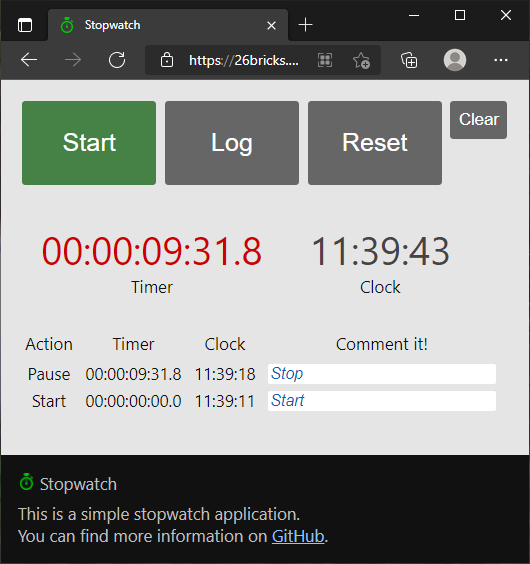 Stopwatch
https://26bricks....
Start Log Reset Clear
00:00:09:31.8 11:39:43
Timer Clock
Action Timer Clock Comment it!
Pause 00:00:09:31.8 11:39:18 Stop
Start 00:00:00:00.0 11:39:11 Start
Stopwatch
This is a simple stopwatch application.
You can find more information on GitHub.